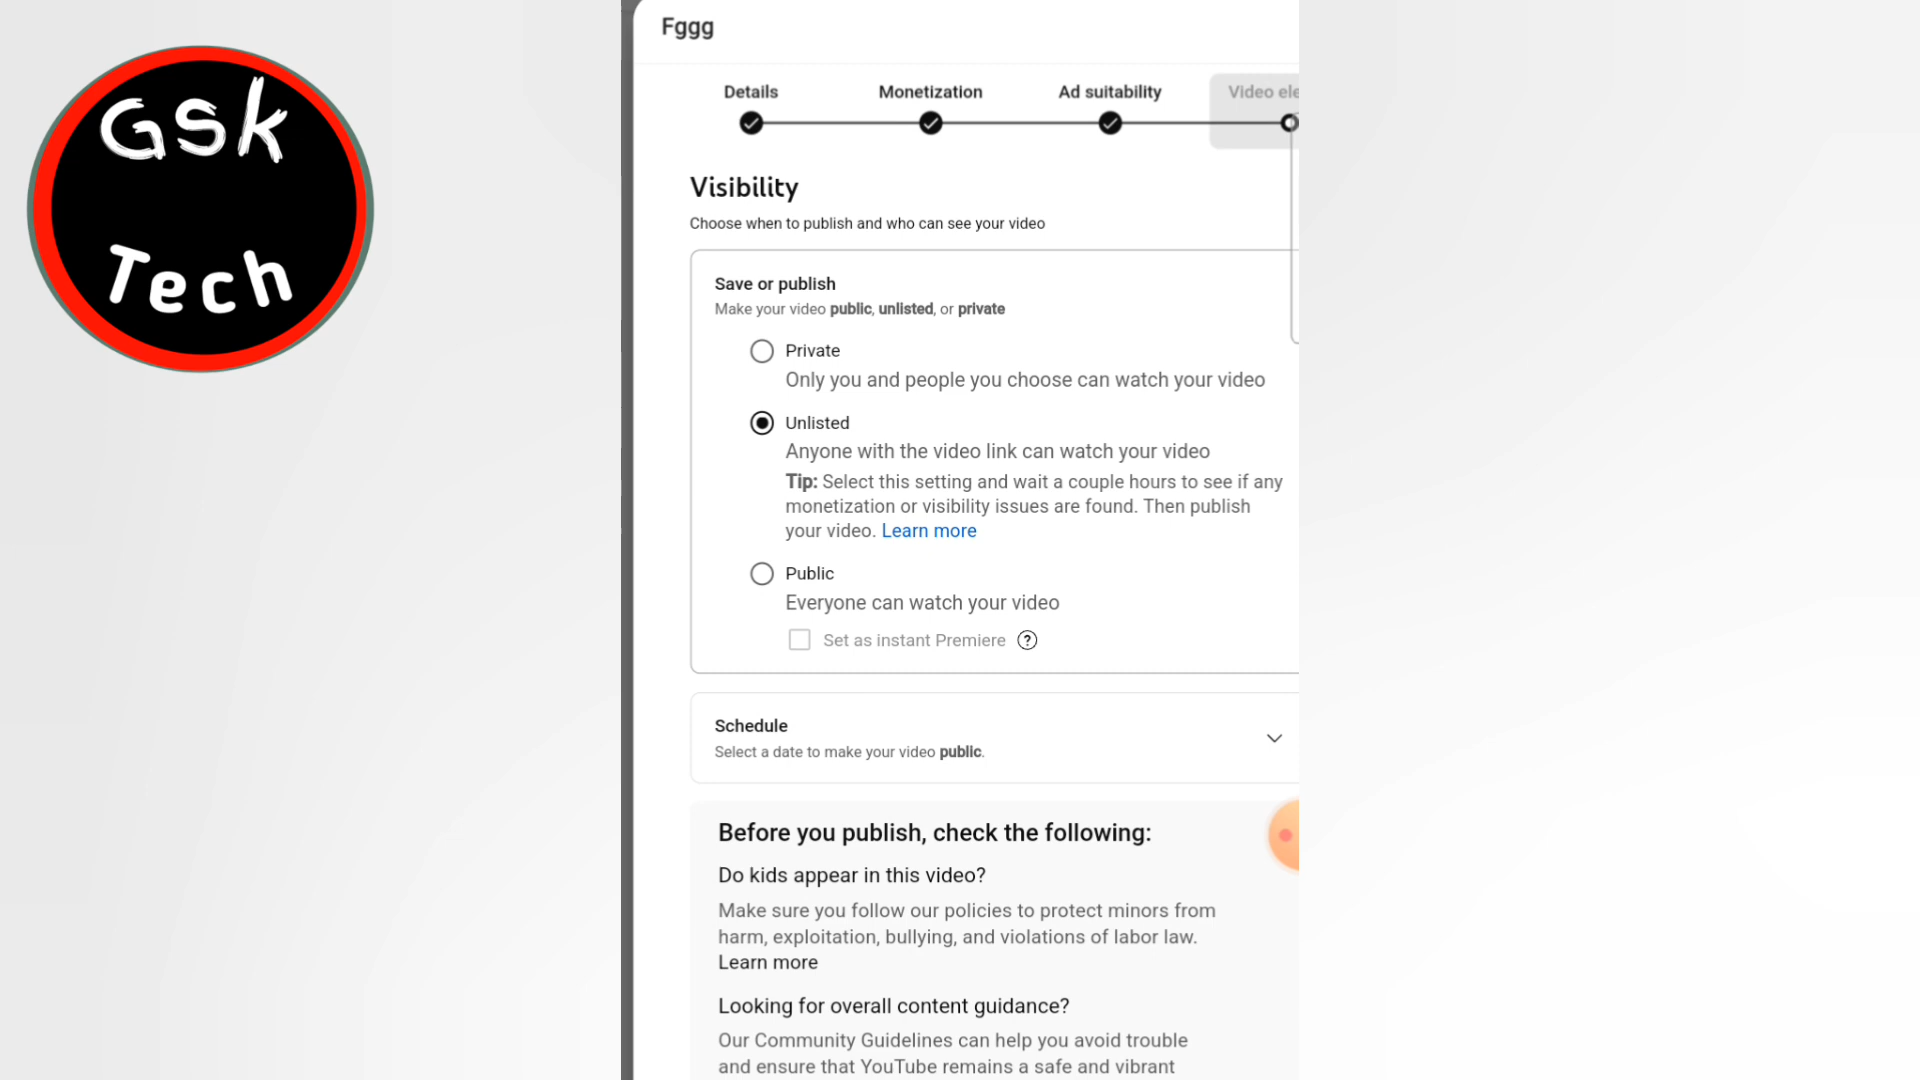 Gsk
Tech
Fggg
Details Monetization Ad suitability Video ele
Visibility
Choose when to publish and who can see your video
Save or publish
Make your video public, unlisted, or private
Private
Only you and people you choose can watch your video
Unlisted
Anyone with the video link can watch your video
Tip: Select this setting and wait a couple hours to see if any
monetization or visibility issues are found. Then publish
your video. Learn more
Public
Everyone can watch your video
Set as instant Premiere ?
Schedule
Select a date to make your video public.
Before you publish, check the following:
Do kids appear in this video?
Make sure you follow our policies to protect minors from
harm, exploitation, bullying, and violations of labor law.
Learn more
Looking for overall content guidance?
Our Community Guidelines can help you avoid trouble
and ensure that YouTube remains a safe and vibrant